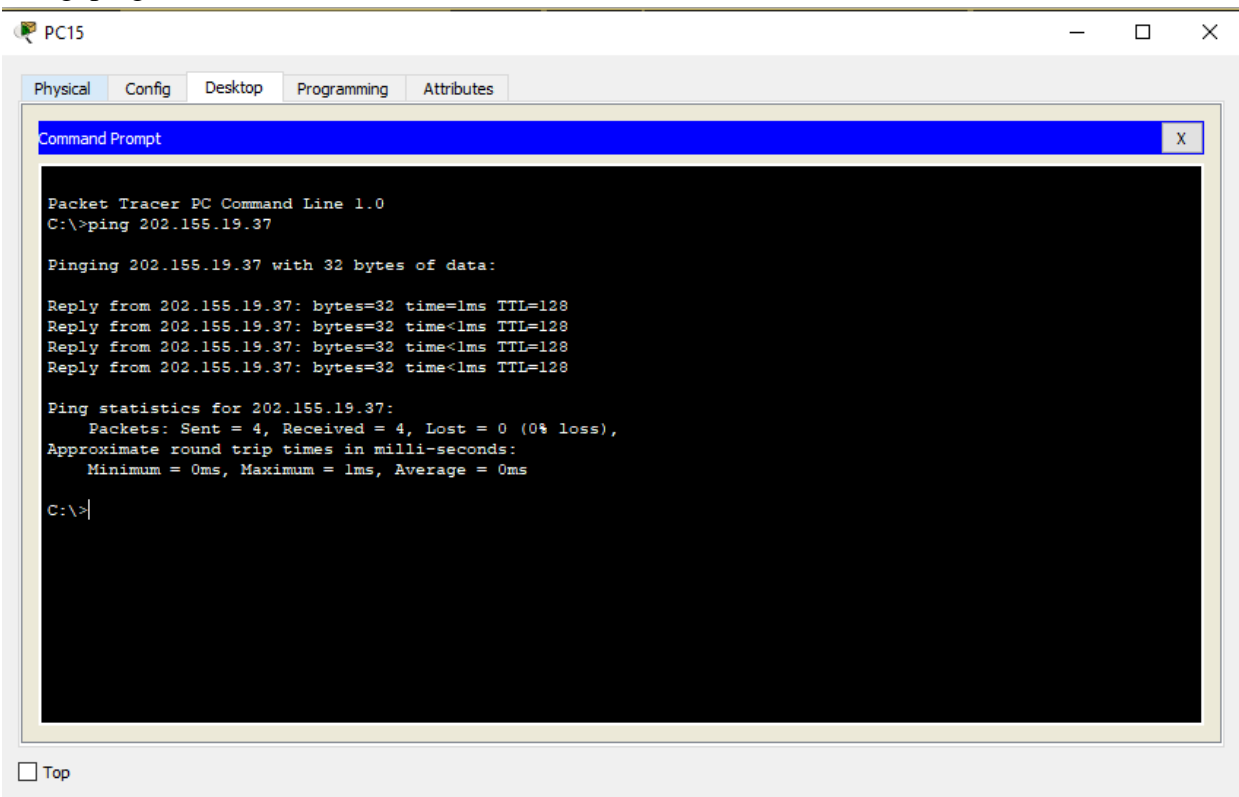 PC15
Physical Config Desktop Programming Attributes
Command Prompt
X
Packet Tracer PC Command Line 1.0
C:\>ping 202.155.19.37
Pinging 202.155.19.37 with 32 bytes of data:
Reply from 202.155.19.37: bytes=32 time=1ms TTL=128
Reply from 202.155.19.37: bytes=32 time<1ms TTL=128
Reply from 202.155.19.37: bytes=32 time<1ms TTL=128
Reply from 202.155.19.37: bytes=32 time<1ms TTL=128
Ping statistics for 202.155.19.37:
Packets: Sent = 4, Received = 4, Lost = 0 (0% loss),
Approximate round trip times in milli-seconds:
Minimum = 0ms, Maximum = 1ms, Average = 0ms
C:\>
Top